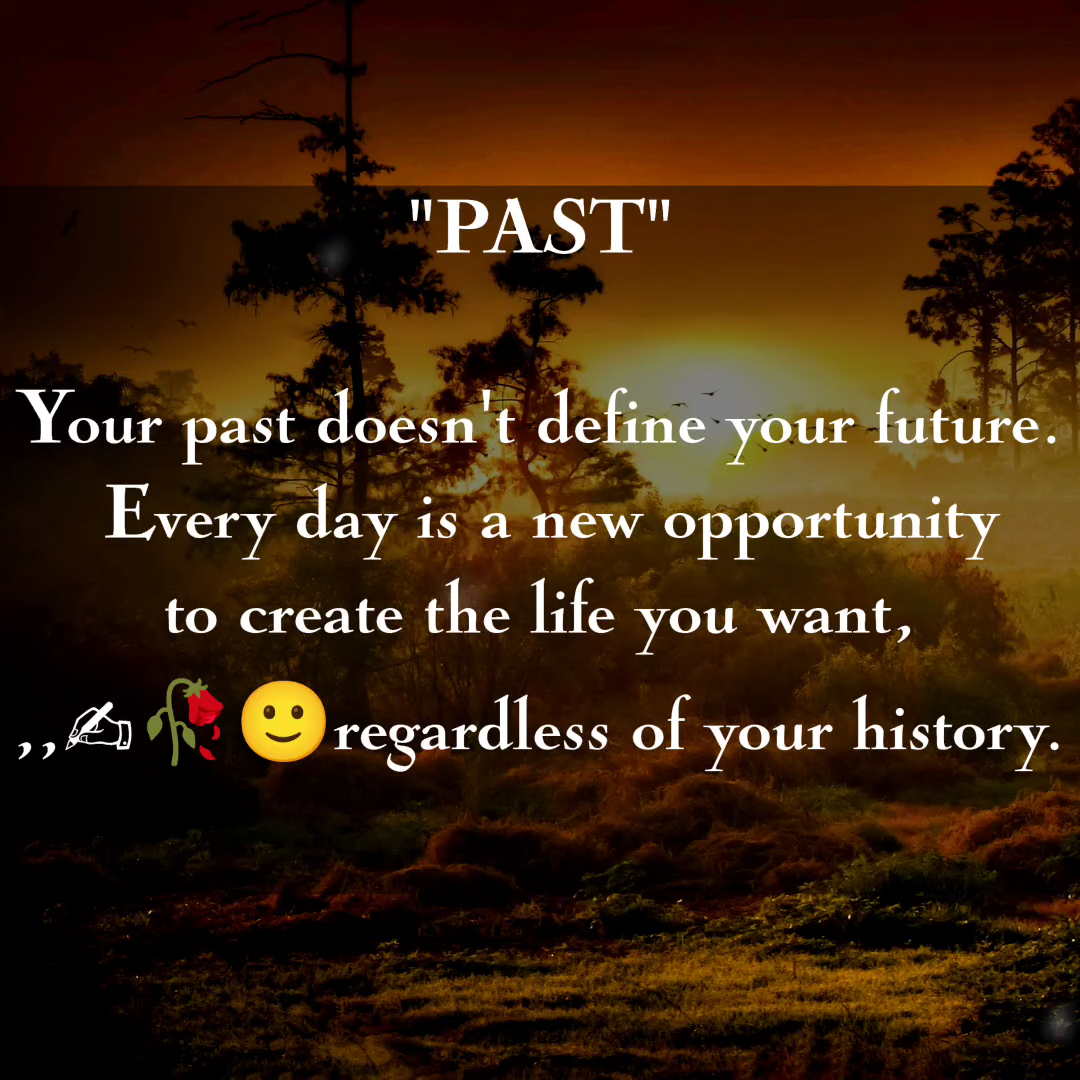 "PAST"
Your past doesn't define your future.
Every day is a new opportunity
to create the life you want,
,,✍🥀🙂regardless of your history.